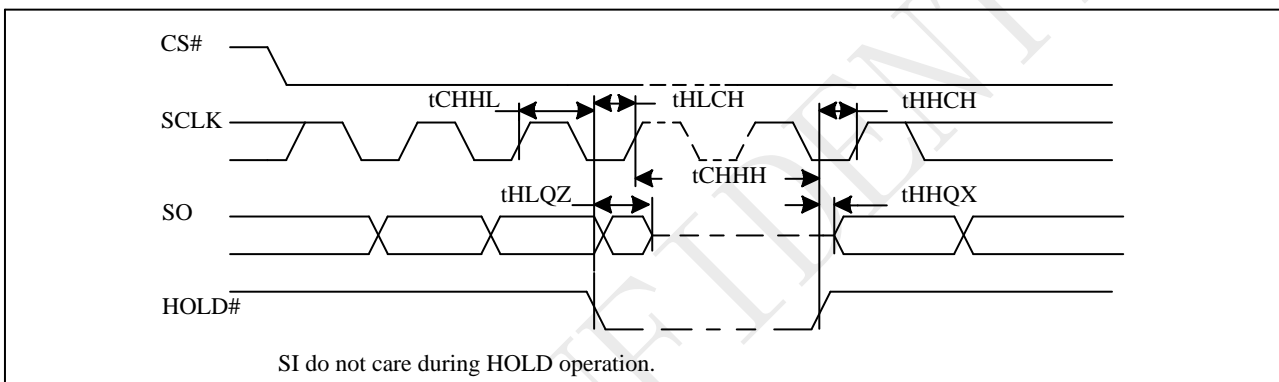 CS#
tCHHL
tHLCH
tHHCH
SCLK
tCHHH
tHLQZ
tHHQX
SO
HOLD#
SI do not care during HOLD operation.